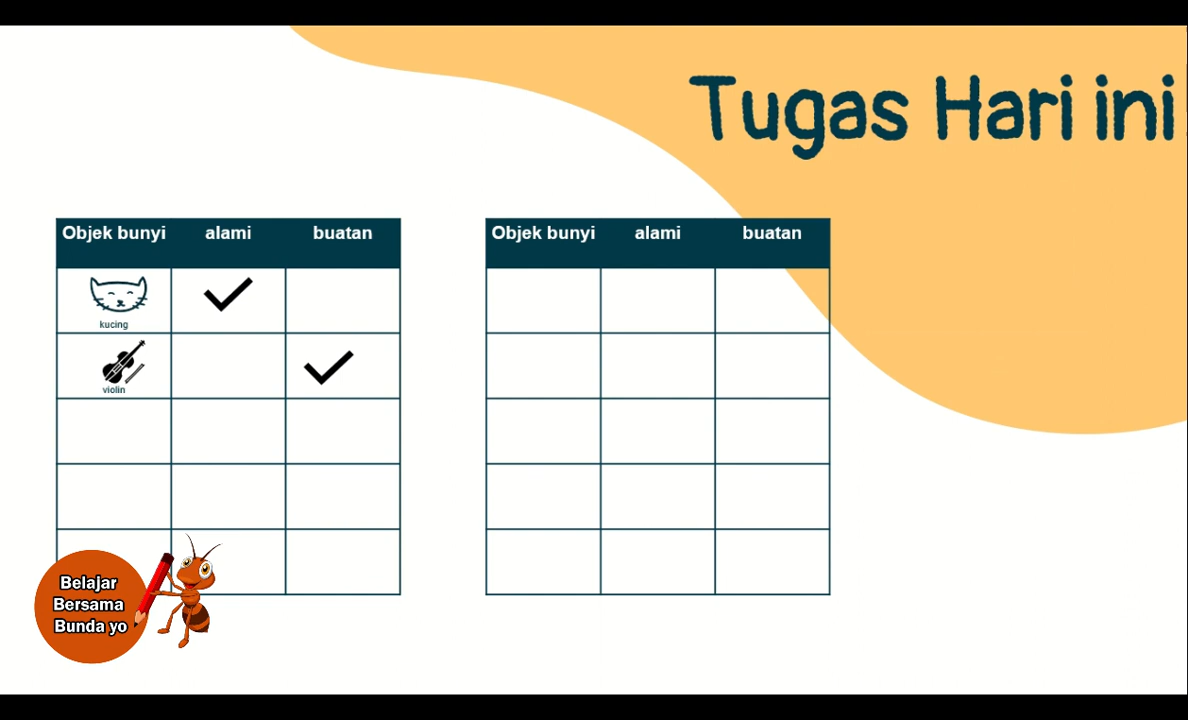 Tugas Hari ini
Objek bunyi alami buatan
kucing
violin
Objek bunyi alami buatan
Belajar
Bersama
Bunda yo